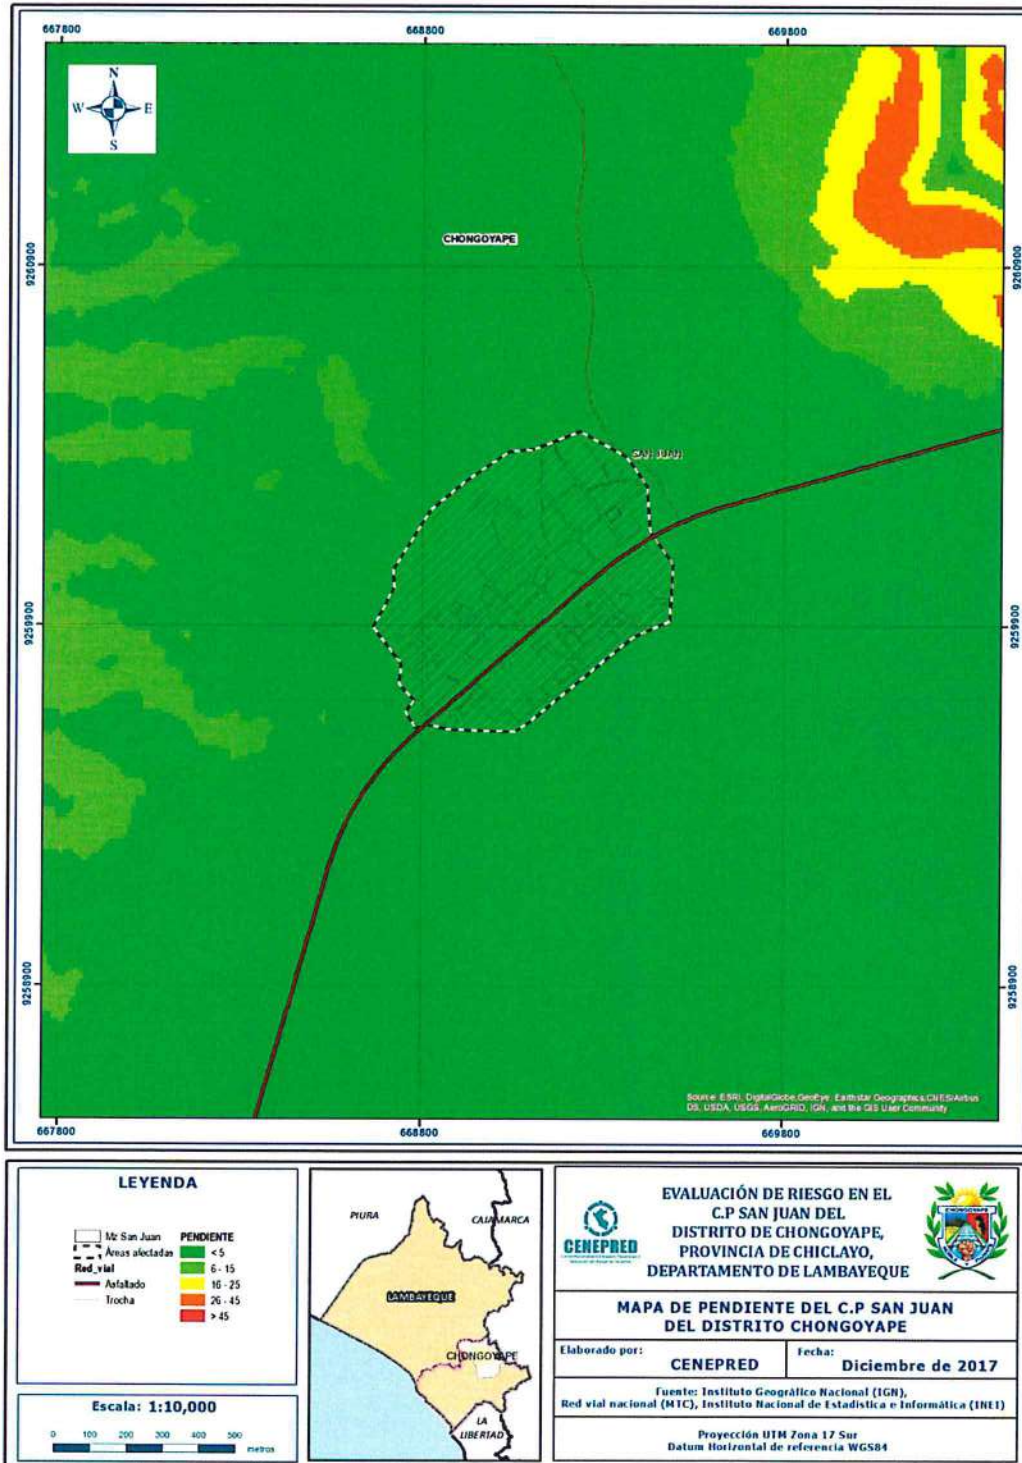 667800
668800
669800
N
W E
S
CHONGOYAPE
9260900
9260900
SAN JUAN
9259900
9259900
9258900
9258900
Source: ESRI, DigitalGlobe, GeoEye, Earthstar Geographics, CNES/Airbus
DS, USDA, USGS, AeroGRID, IGN, and the GIS User Community
667800
668800
669800
LEYENDA
Mz San Juan
Áreas afectadas
Red_vial
Asfaltado
Trocha
PENDIENTE
< 5
6 - 15
16 - 25
26 - 45
> 45
Escala: 1:10,000
0 100 200 300 400 500
metros
PIURA
CAJAMARCA
LAMBAYEQUE
CHONGOYAPE
LA
LIBERTAD
CENEPRED
EVALUACIÓN DE RIESGO EN EL
C.P SAN JUAN DEL
DISTRITO DE CHONGOYAPE,
PROVINCIA DE CHICLAYO,
DEPARTAMENTO DE LAMBAYEQUE
CHONGOYAPE
MAPA DE PENDIENTE DEL C.P SAN JUAN
DEL DISTRITO CHONGOYAPE
Elaborado por:
CENEPRED
Fecha:
Diciembre de 2017
Fuente: Instituto Geográfico Nacional (IGN),
Red vial nacional (MTC), Instituto Nacional de Estadística e Informática (INEI)
Proyección UTM Zona 17 Sur
Datum Horizontal de referencia WGS84